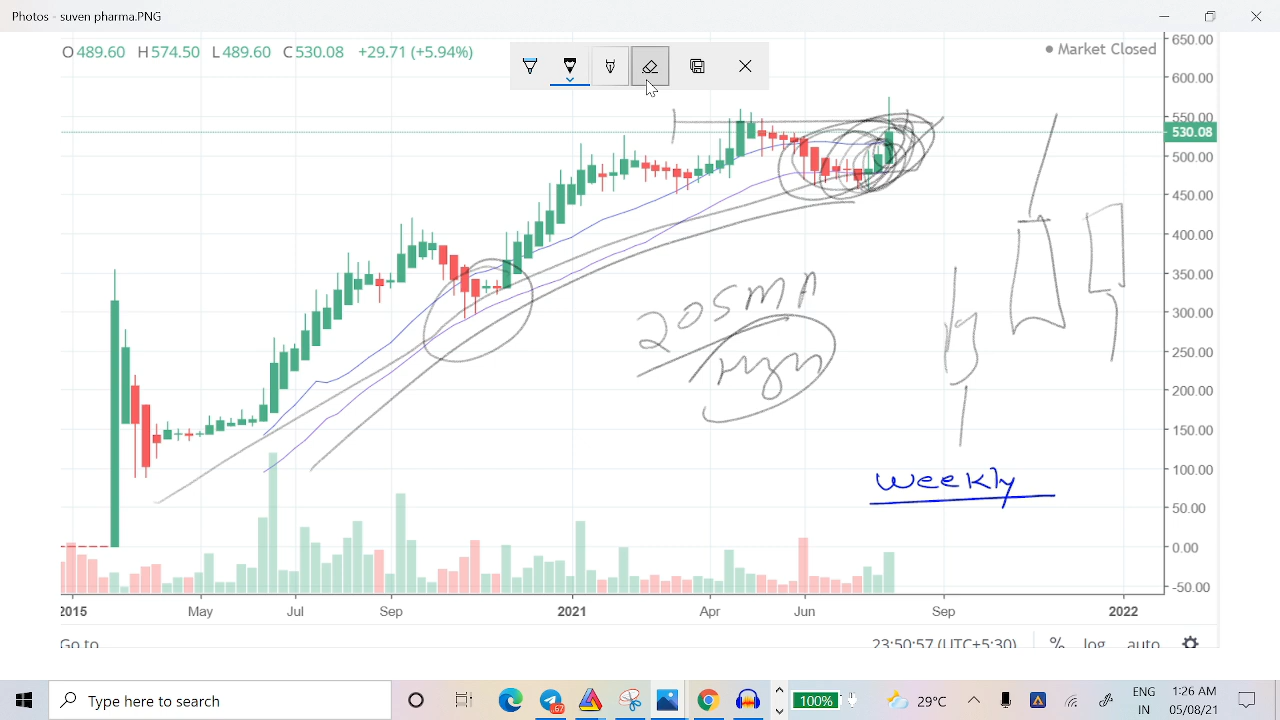 Photos - suven pharma.PNG
O489.60 H574.50 L489.60 C530.08 +29.71 (+5.94%)
Market Closed
650.00
600.00
550.00
530.08
500.00
450.00
400.00
350.00
300.00
250.00
200.00
150.00
100.00
50.00
0.00
-50.00
20 SMA
Weekly
2015 May Jul Sep 2021 Apr Jun Sep 2022
Go to
23:50:57 (UTC+5:30) % log auto
Type here to search
67
100%
29°C
ENG
IN
1:26 AM
05/08/21